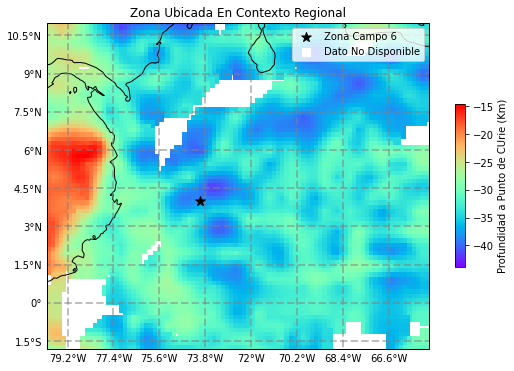 Zona Ubicada En Contexto Regional
Zona Campo 6
Dato No Disponible
10.5°N
9°N
7.5°N
6°N
4.5°N
3°N
1.5°N
0°
1.5°S
79.2°W 77.4°W 75.6°W 73.8°W 72°W 70.2°W 68.4°W 66.6°W
−15
−20
−25
−30
−35
−40
Profundidad a Punto de CUrie (Km)